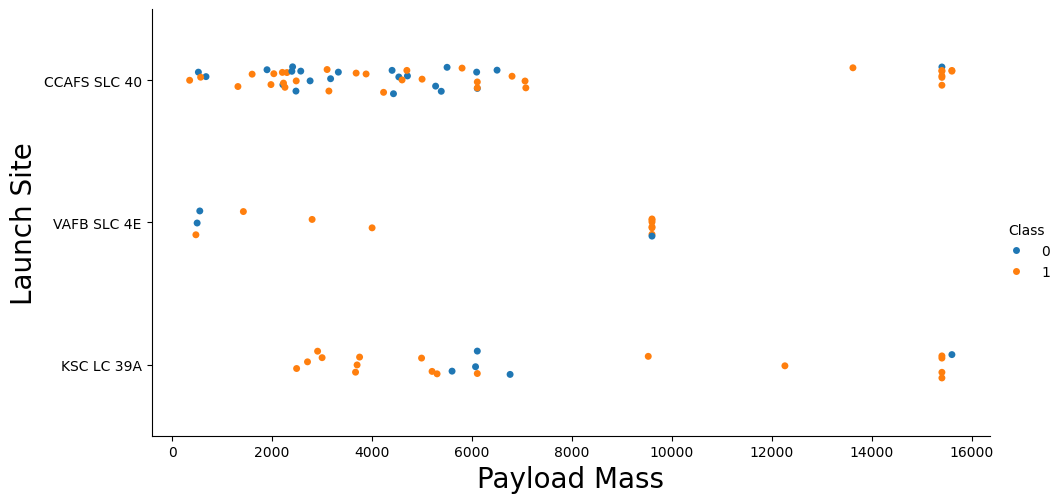 Launch Site
CCAFS SLC 40
VAFB SLC 4E
KSC LC 39A
0 2000 4000 6000 8000 10000 12000 14000 16000
Payload Mass
Class
0
1